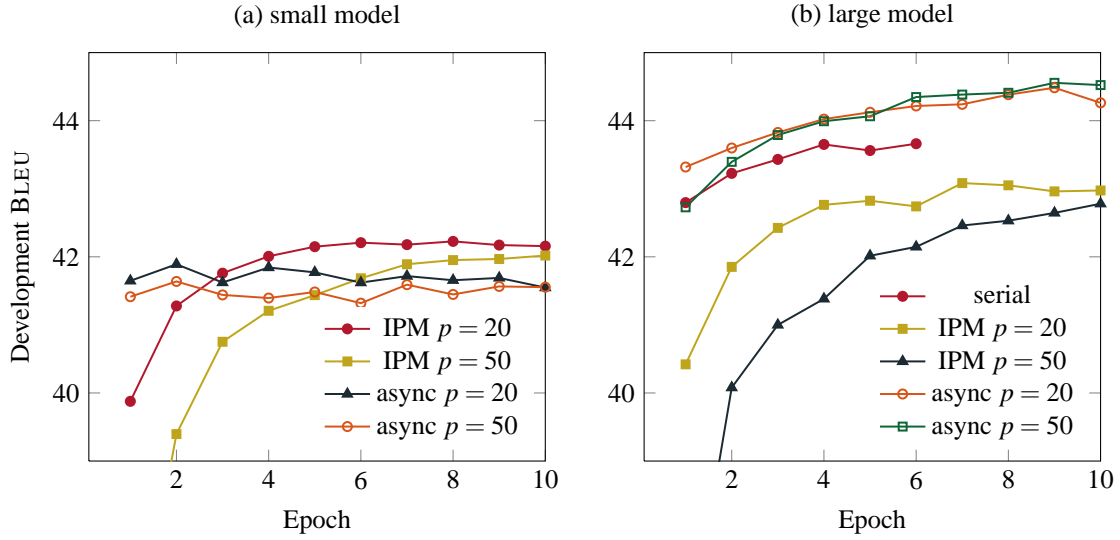 (a) small model
Development BLEU
44
42
40
2
4
6
8
10
Epoch
IPM p = 20
IPM p = 50
async p = 20
async p = 50
(b) large model
44
42
40
2
4
6
8
10
Epoch
serial
IPM p = 20
IPM p = 50
async p = 20
async p = 50